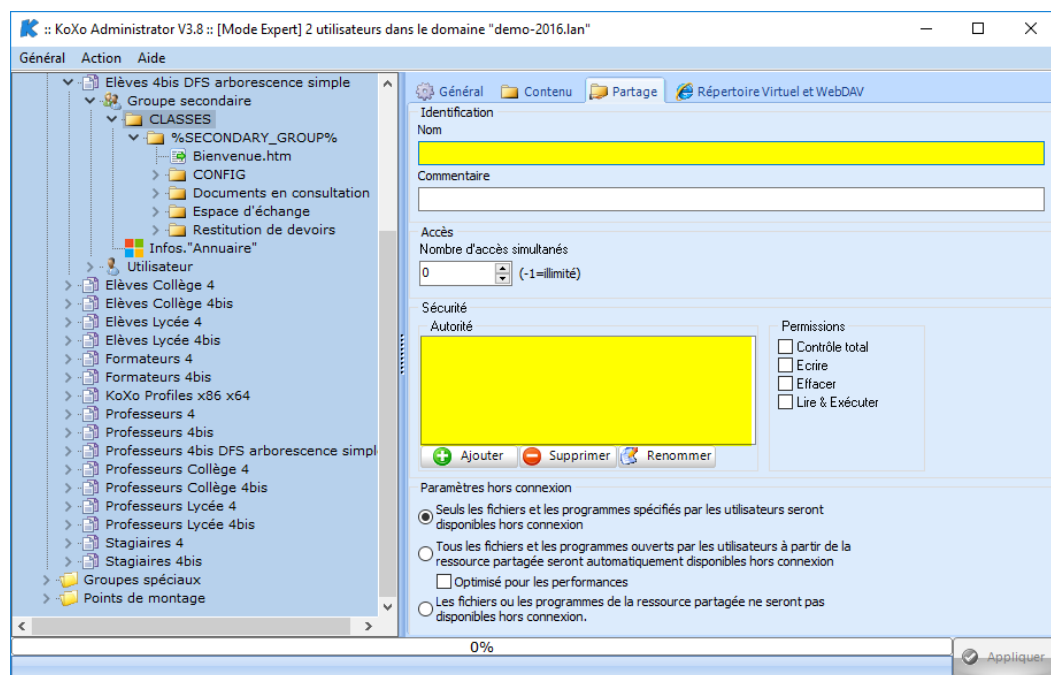 :: KoXo Administrator V3.8 :: [Mode Expert] 2 utilisateurs dans le domaine "demo-2016.lan"
Général Action Aide
Elèves 4bis DFS arborescence simple
Groupe secondaire
CLASSES
%SECONDARY_GROUP%
Bienvenue.htm
CONFIG
Documents en consultation
Espace d'échange
Restitution de devoirs
Infos."Annuaire"
Utilisateur
Elèves Collège 4
Elèves Collège 4bis
Elèves Lycée 4
Elèves Lycée 4bis
Formateurs 4
Formateurs 4bis
KoXo Profiles x86 x64
Professeurs 4
Professeurs 4bis
Professeurs 4bis DFS arborescence simpl
Professeurs Collège 4
Professeurs Collège 4bis
Professeurs Lycée 4
Professeurs Lycée 4bis
Stagiaires 4
Stagiaires 4bis
Groupes spéciaux
Points de montage
Général Contenu Partage Répertoire Virtuel et WebDAV
Identification
Nom
Commentaire
Accès
Nombre d'accès simultanés
0 (-1=illimité)
Sécurité
Autorité
Permissions
Contrôle total
Ecrire
Effacer
Lire & Exécuter
Ajouter Supprimer Renommer
Paramètres hors connexion
Seuls les fichiers et les programmes spécifiés par les utilisateurs seront
disponibles hors connexion
Tous les fichiers et les programmes ouverts par les utilisateurs à partir de la
ressource partagée seront automatiquement disponibles hors connexion
Optimisé pour les performances
Les fichiers ou les programmes de la ressource partagée ne seront pas
disponibles hors connexion.
0%
Appliquer